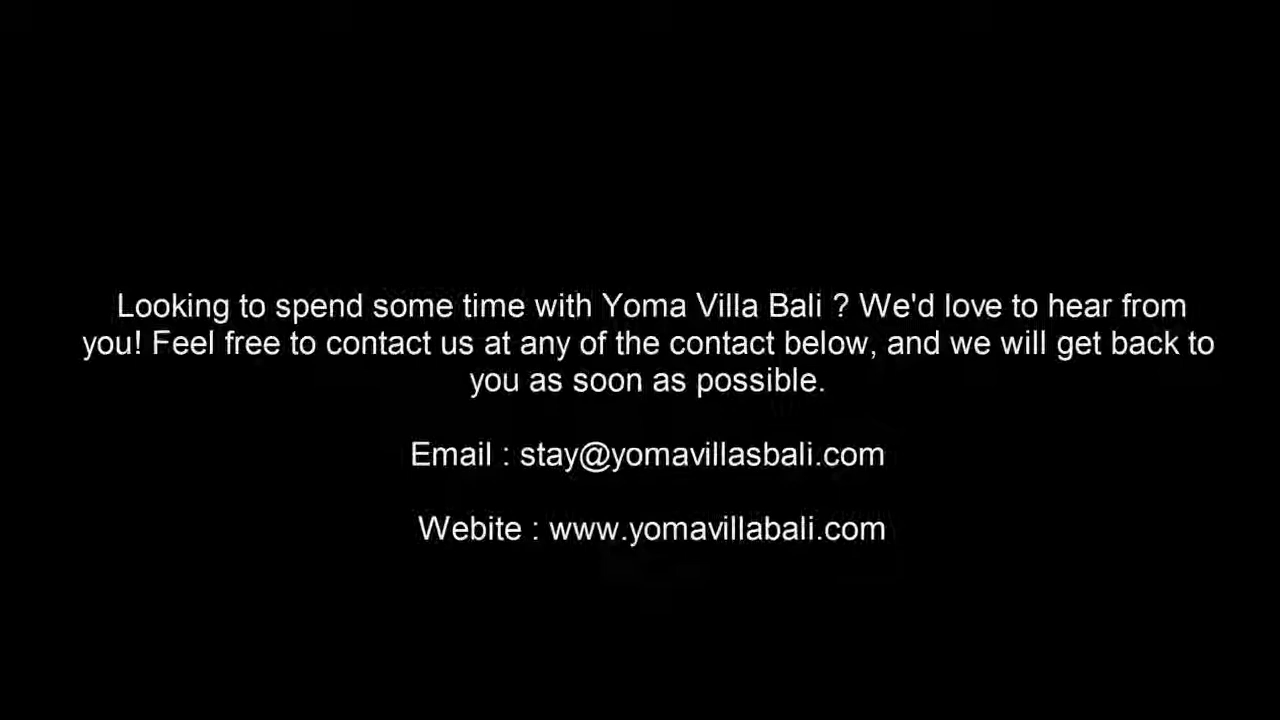 Looking to spend some time with Yoma Villa Bali ? We'd love to hear from
you! Feel free to contact us at any of the contact below, and we will get back to
you as soon as possible.
Email : stay@yomavillasbali.com
Webite : www.yomavillabali.com